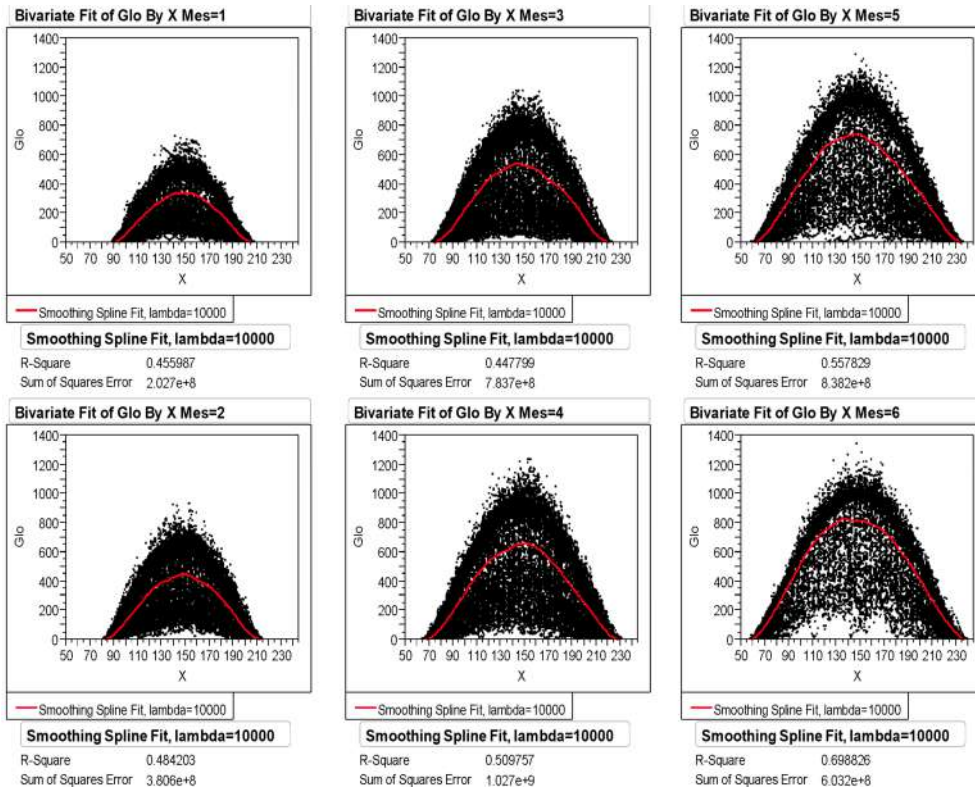 Bivariate Fit of Glo By X Mes=1
1400
1200
1000
800
600
400
200
0
Glo
50 70 90 110 130 150 170 190 210 230
X
Smoothing Spline Fit, lambda=10000
Smoothing Spline Fit, lambda=10000
R-Square 0.455987
Sum of Squares Error 2.027e+8
Bivariate Fit of Glo By X Mes=3
1400
1200
1000
800
600
400
200
0
Glo
50 70 90 110 130 150 170 190 210 230
X
Smoothing Spline Fit, lambda=10000
Smoothing Spline Fit, lambda=10000
R-Square 0.447799
Sum of Squares Error 7.837e+8
Bivariate Fit of Glo By X Mes=5
1400
1200
1000
800
600
400
200
0
Glo
50 70 90 110 130 150 170 190 210 230
X
Smoothing Spline Fit, lambda=10000
Smoothing Spline Fit, lambda=10000
R-Square 0.557829
Sum of Squares Error 8.382e+8
Bivariate Fit of Glo By X Mes=2
1400
1200
1000
800
600
400
200
0
Glo
50 70 90 110 130 150 170 190 210 230
X
Smoothing Spline Fit, lambda=10000
Smoothing Spline Fit, lambda=10000
R-Square 0.484203
Sum of Squares Error 3.806e+8
Bivariate Fit of Glo By X Mes=4
1400
1200
1000
800
600
400
200
0
Glo
50 70 90 110 130 150 170 190 210 230
X
Smoothing Spline Fit, lambda=10000
Smoothing Spline Fit, lambda=10000
R-Square 0.509757
Sum of Squares Error 1.027e+9
Bivariate Fit of Glo By X Mes=6
1400
1200
1000
800
600
400
200
0
Glo
50 70 90 110 130 150 170 190 210 230
X
Smoothing Spline Fit, lambda=10000
Smoothing Spline Fit, lambda=10000
R-Square 0.698826
Sum of Squares Error 6.032e+8